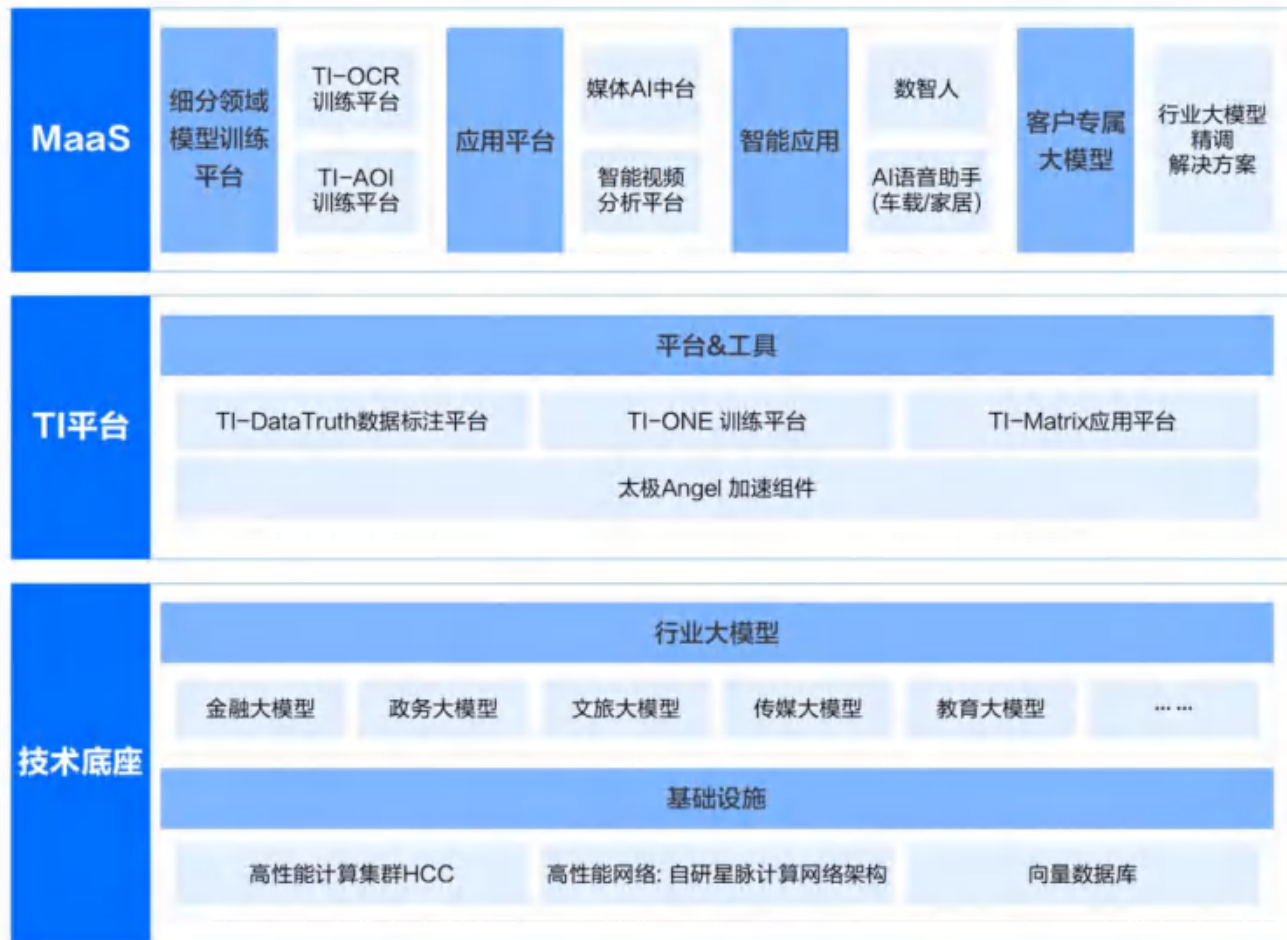 MaaS
细分领域
模型训练
平台
TI-OCR
训练平台
TI-AOI
训练平台
应用平台
媒体AI中台
智能视频
分析平台
智能应用
数智人
AI语音助手
(车载/家居)
客户专属
大模型
行业大模型
精调
解决方案
TI平台
平台&工具
TI-DataTruth数据标注平台
TI-ONE 训练平台
TI-Matrix应用平台
太极Angel 加速组件
技术底座
行业大模型
金融大模型
政务大模型
文旅大模型
传媒大模型
教育大模型
... ...
基础设施
高性能计算集群HCC
高性能网络: 自研星脉计算网络架构
向量数据库